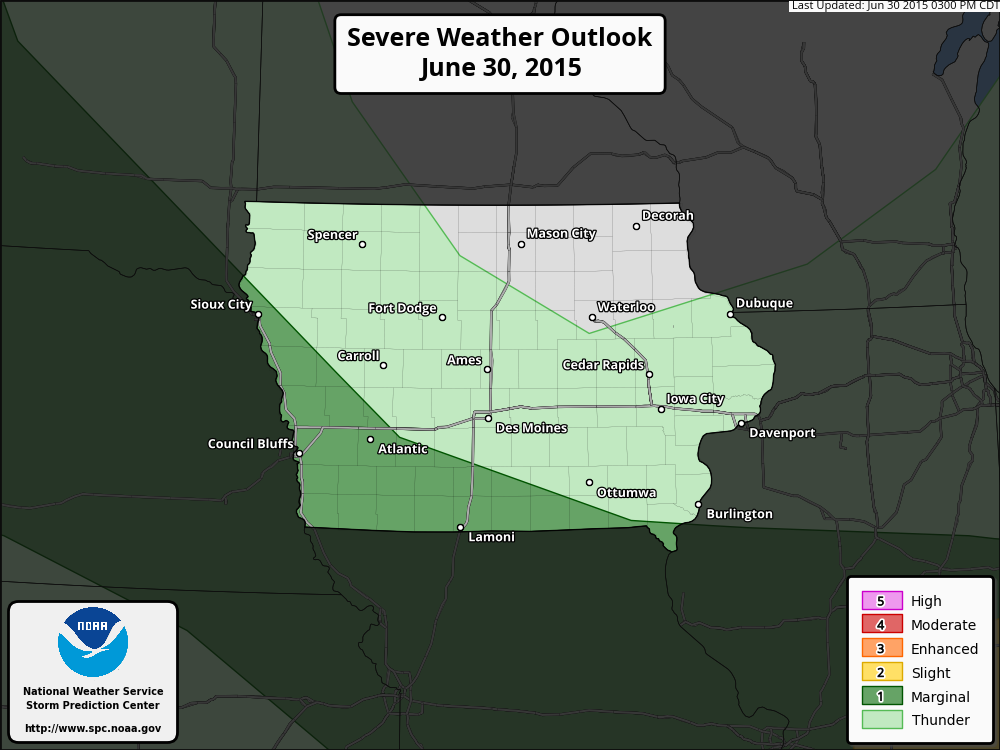 Last Updated: Jun 30 2015 0300 PM CDT
Severe Weather Outlook
June 30, 2015
Decorah
Mason City
Spencer
Sioux City
Fort Dodge
Waterloo
Dubuque
Carroll
Ames
Cedar Rapids
Iowa City
Des Moines
Davenport
Council Bluffs
Atlantic
Ottumwa
Burlington
Lamoni
5 High
4 Moderate
3 Enhanced
2 Slight
1 Marginal
Thunder
NOAA
National Weather Service
Storm Prediction Center
http://www.spc.noaa.gov